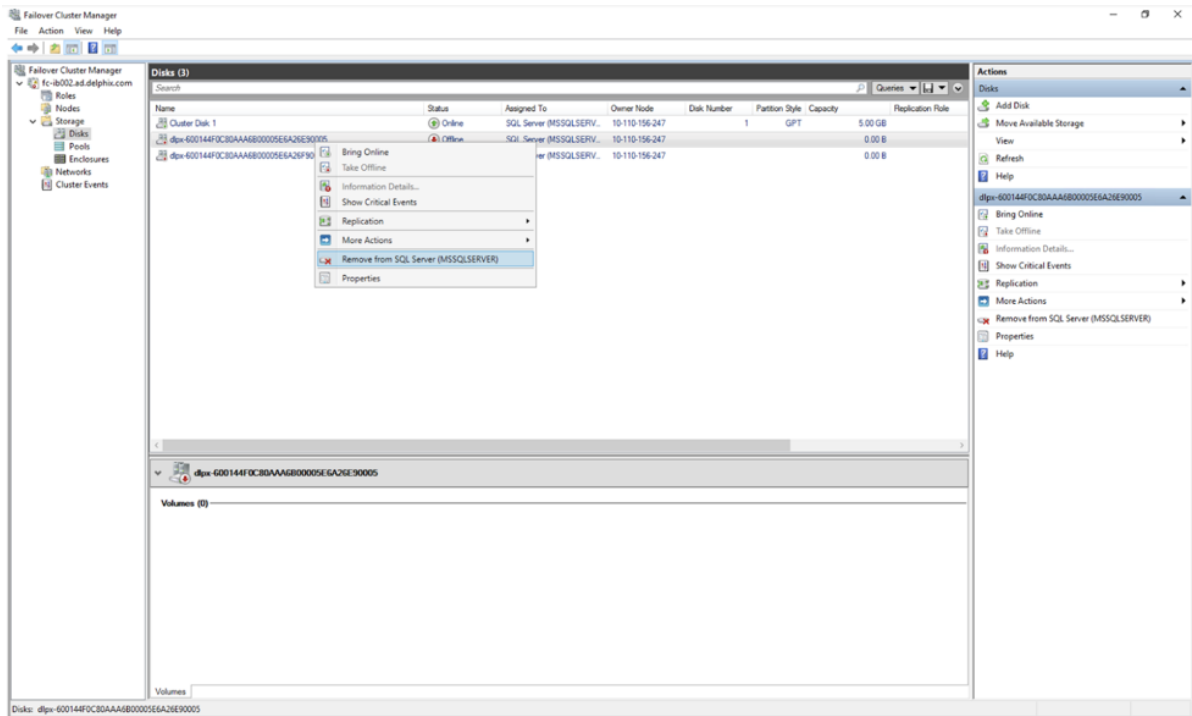 Failover Cluster Manager
File Action View Help
Failover Cluster Manager
fc-ib002.ad.delphix.com
Roles
Nodes
Storage
Disks
Pools
Enclosures
Networks
Cluster Events
Disks (3)
Search
Queries
Name Status Assigned To Owner Node Disk Number Partition Style Capacity Replication Role
Cluster Disk 1 Online SQL Server (MSSQLSERV... 10-110-156-247 1 GPT 5.00 GB
dlpx-600144F0C80AAA6B00005E6A26E90005 Offline SQL Server (MSSQLSERV... 10-110-156-247 0.00 B
dlpx-600144F0C80AAA6B00005E6A26F90 ver (MSSQLSERV... 10-110-156-247 0.00 B
Bring Online
Take Offline
Information Details...
Show Critical Events
Replication
More Actions
Remove from SQL Server (MSSQLSERVER)
Properties
dlpx-600144F0C80AAA6B00005E6A26E90005
Volumes (0)
Volumes
Actions
Disks
Add Disk
Move Available Storage
View
Refresh
Help
dlpx-600144F0C80AAA6B00005E6A26E90005
Bring Online
Take Offline
Information Details...
Show Critical Events
Replication
More Actions
Remove from SQL Server (MSSQLSERVER)
Properties
Help
Disks: dlpx-600144F0C80AAA6B00005E6A26E90005